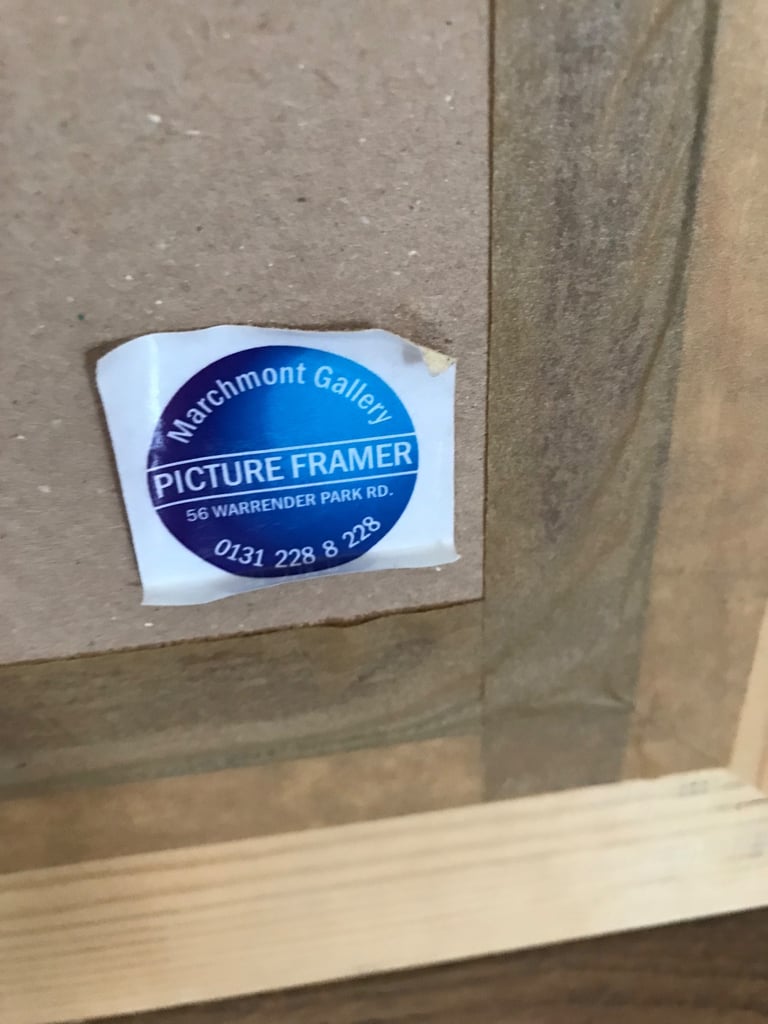 Marchmont Gallery
PICTURE FRAMER
56 WARRENDER PARK RD.
0131 228 8 228